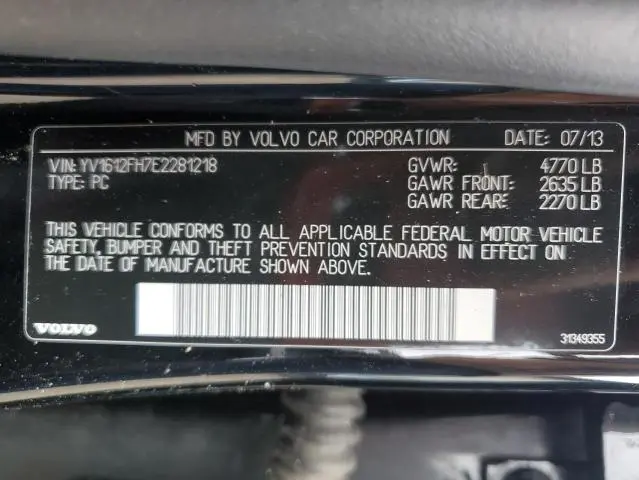 MFD BY VOLVO CAR CORPORATION DATE: 07/13
VIN: YV1612FH7E2281218 GVWR: 4770 LB
TYPE: PC GAWR FRONT: 2635 LB
GAWR REAR: 2270 LB
THIS VEHICLE CONFORMS TO ALL APPLICABLE FEDERAL MOTOR VEHICLE
SAFETY, BUMPER AND THEFT PREVENTION STANDARDS IN EFFECT ON
THE DATE OF MANUFACTURE SHOWN ABOVE.
VOLVO 31349355